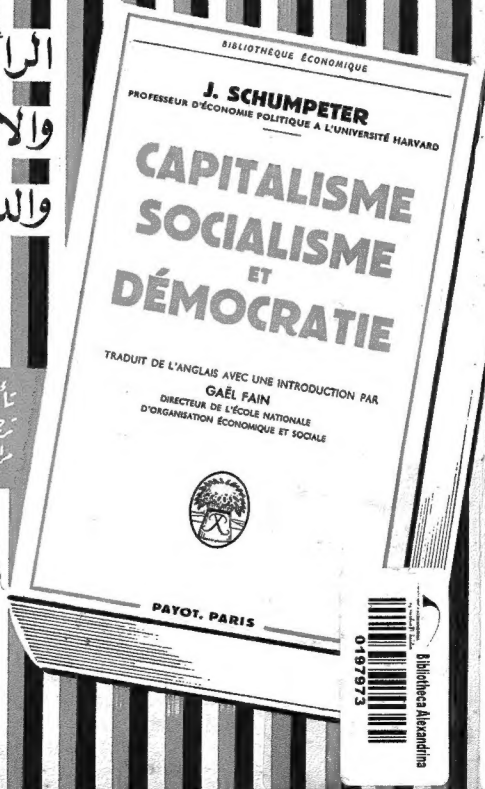 BIBLIOTHÈQUE ÉCONOMIQUE
J. SCHUMPETER
PROFESSEUR D'ÉCONOMIE POLITIQUE A L'UNIVERSITÉ HARVARD
CAPITALISME
SOCIALISME
ET
DÉMOCRATIE
TRADUIT DE L'ANGLAIS AVEC UNE INTRODUCTION PAR
GAËL FAIN
DIRECTEUR DE L'ÉCOLE NATIONALE
D'ORGANISATION ÉCONOMIQUE ET SOCIALE
PAYOT, PARIS
0197973
Bibliotheca Alexandrina